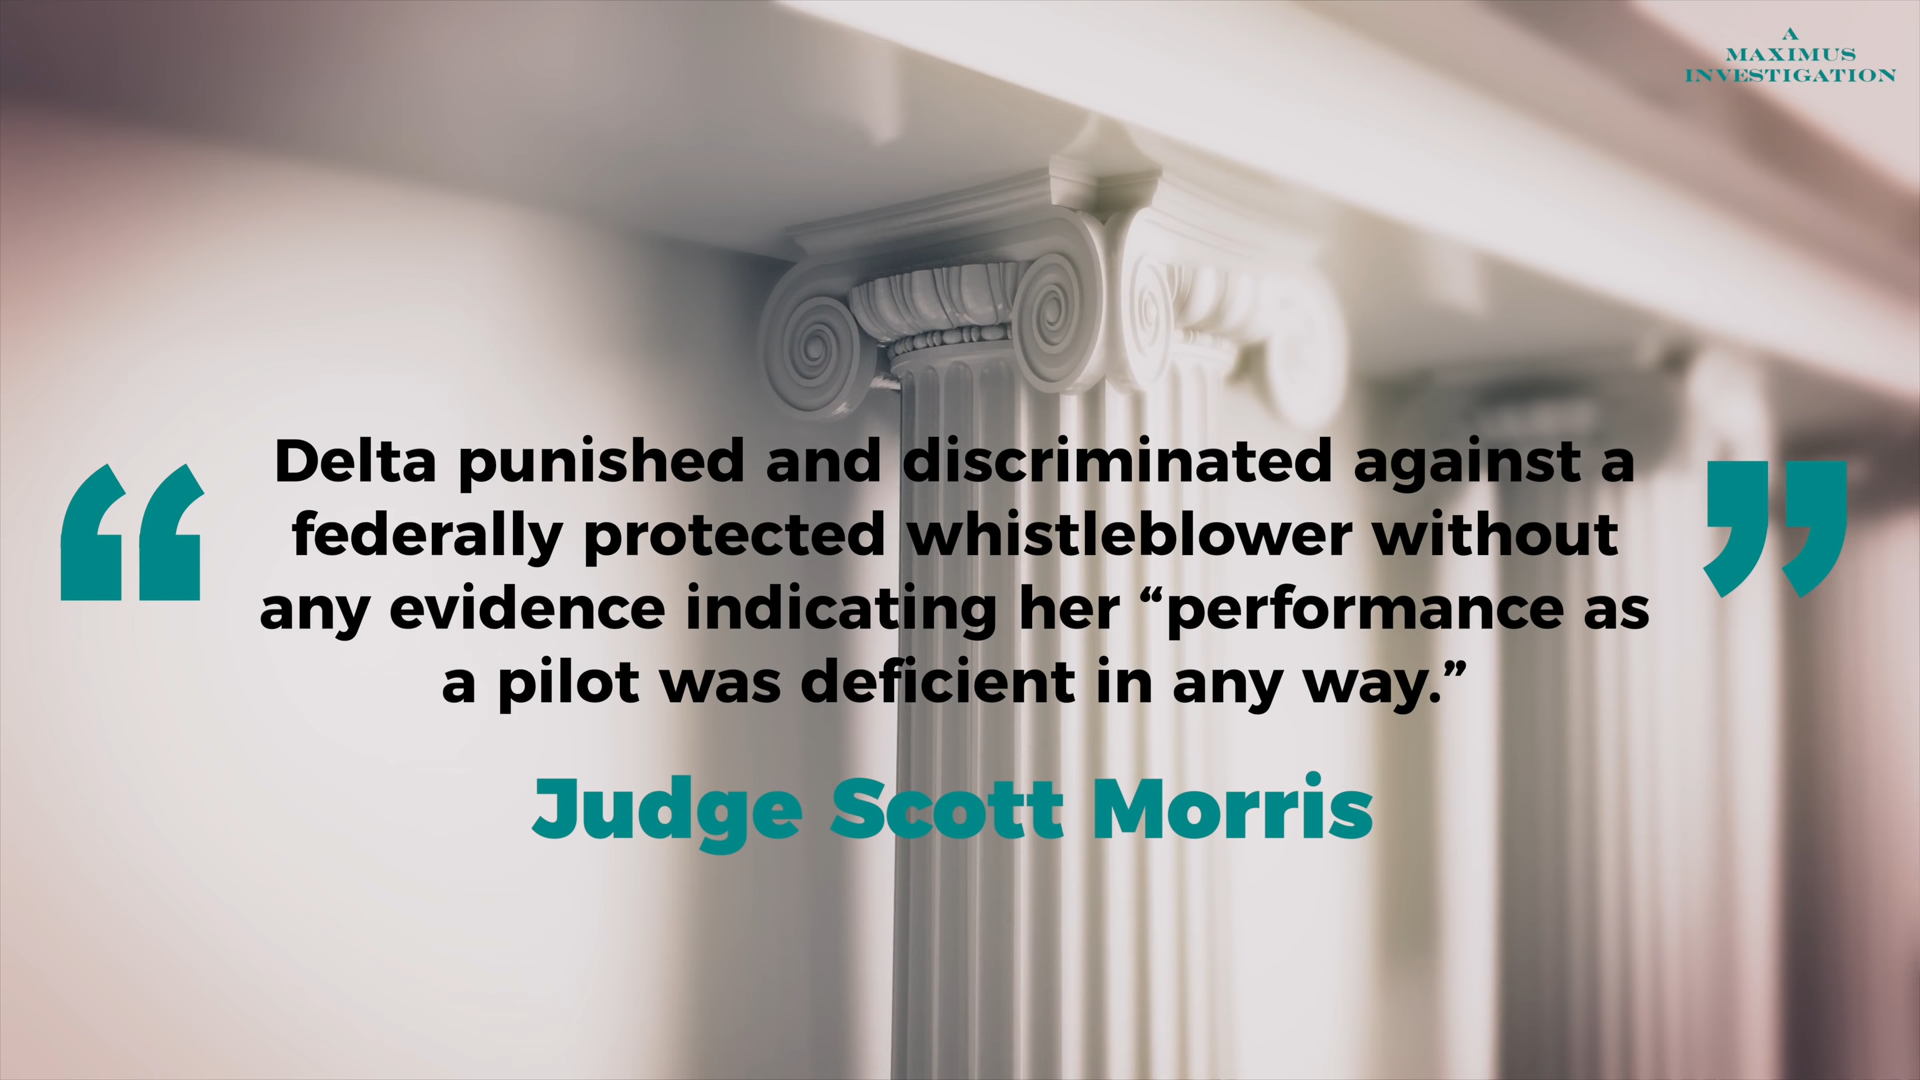 A
MAXIMUS
INVESTIGATION
“ Delta punished and discriminated against a ”
federally protected whistleblower without
any evidence indicating her “performance as
a pilot was deficient in any way.”
Judge Scott Morris